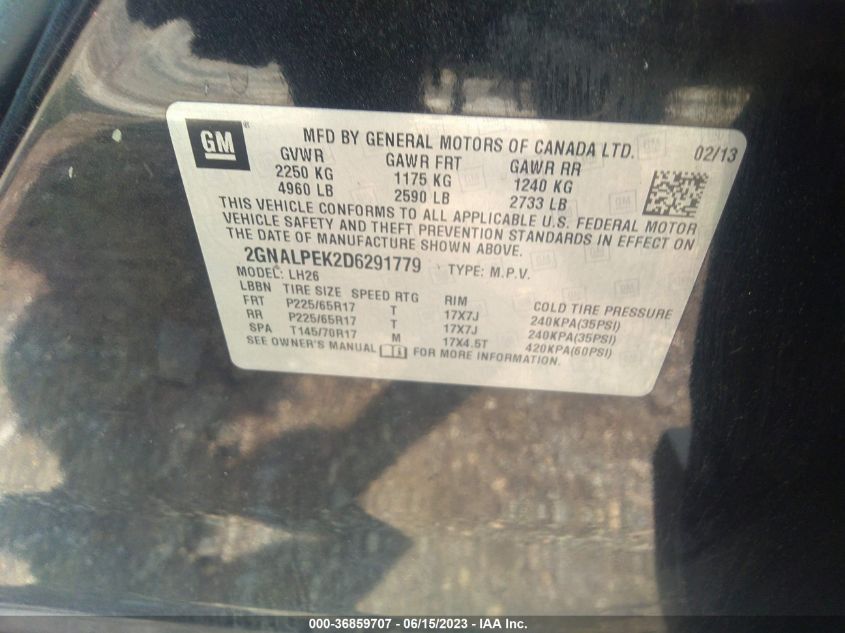 GM
MFD BY GENERAL MOTORS OF CANADA LTD. 02/13
GVWR GAWR FRT GAWR RR
2250 KG 1175 KG 1240 KG
4960 LB 2590 LB 2733 LB
THIS VEHICLE CONFORMS TO ALL APPLICABLE U.S. FEDERAL MOTOR
VEHICLE SAFETY AND THEFT PREVENTION STANDARDS IN EFFECT ON
THE DATE OF MANUFACTURE SHOWN ABOVE.
2GNALPEK2D6291779 TYPE: M.P.V.
MODEL: LH26
LBBN TIRE SIZE SPEED RTG RIM COLD TIRE PRESSURE
FRT P225/65R17 T 17X7J 240KPA(35PSI)
RR P225/65R17 T 17X7J 240KPA(35PSI)
SPA T145/70R17 M 17X4.5T 420KPA(60PSI)
SEE OWNER'S MANUAL FOR MORE INFORMATION.
000-36859707 - 06/15/2023 - IAA Inc.